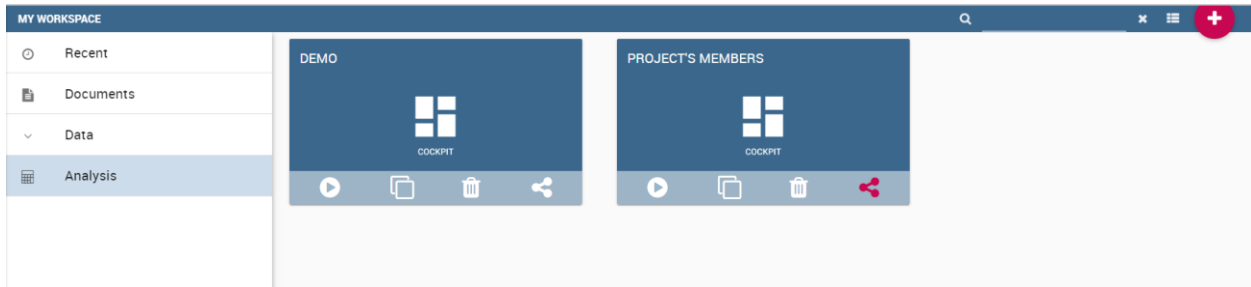 MY WORKSPACE
Recent
Documents
Data
Analysis
DEMO
COCKPIT
PROJECT'S MEMBERS
COCKPIT